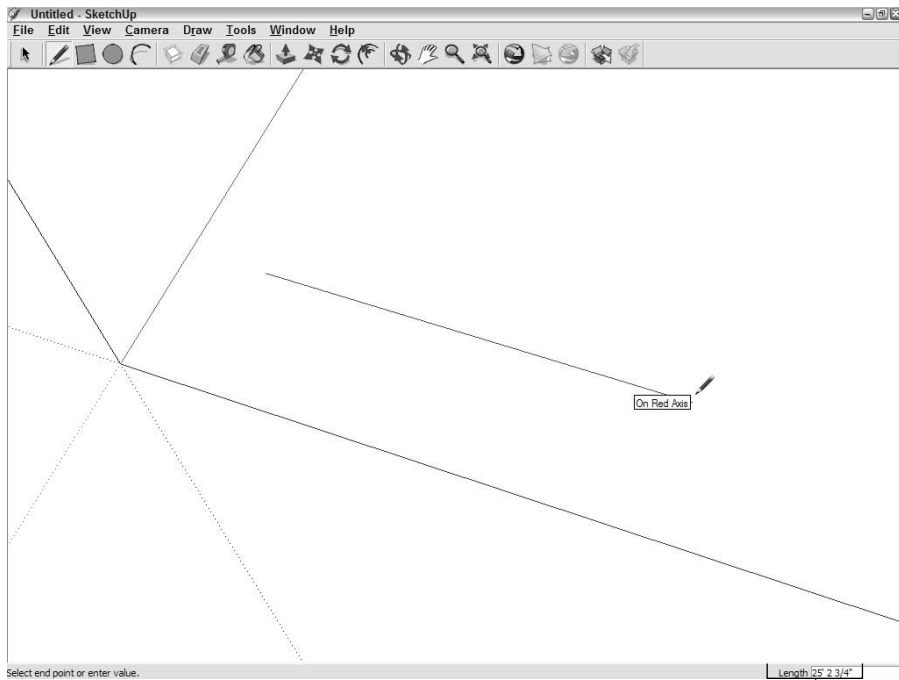 Untitled - SketchUp
File Edit View Camera Draw Tools Window Help
On Red Axis
Select end point or enter value.
Length 25' 2 3/4"